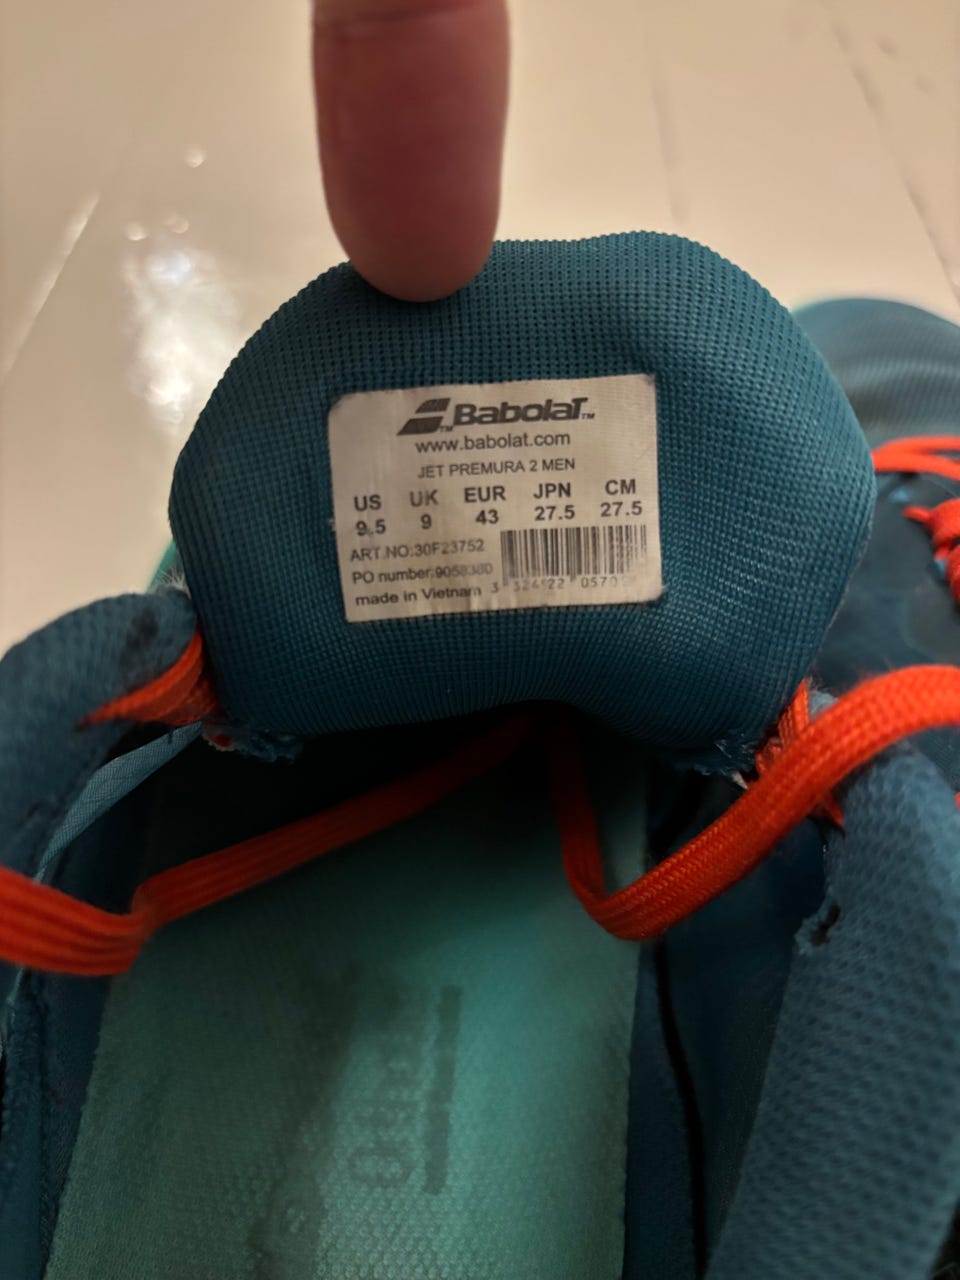 Babolat™
www.babolat.com
JET PREMURA 2 MEN
US UK EUR JPN CM
9.5 9 43 27.5 27.5
ART.NO:30F23752
PO number:9058380
made in Vietnam